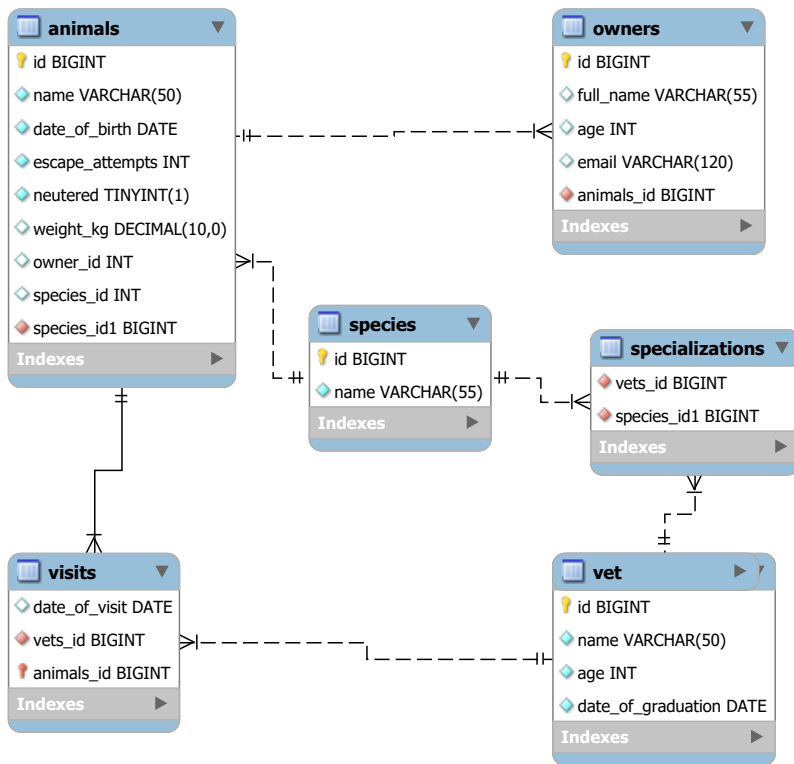 animals
id BIGINT
name VARCHAR(50)
date_of_birth DATE
escape_attempts INT
neutered TINYINT(1)
weight_kg DECIMAL(10,0)
owner_id INT
species_id INT
species_id1 BIGINT
Indexes
owners
id BIGINT
full_name VARCHAR(55)
age INT
email VARCHAR(120)
animals_id BIGINT
Indexes
species
id BIGINT
name VARCHAR(55)
Indexes
specializations
vets_id BIGINT
species_id1 BIGINT
Indexes
visits
date_of_visit DATE
vets_id BIGINT
animals_id BIGINT
Indexes
vet
id BIGINT
name VARCHAR(50)
age INT
date_of_graduation DATE
Indexes